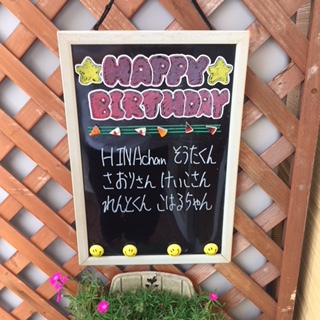 HAPPY
BIRTHDAY
HINAchan そうたくん
さおりさん けいこさん
れんとくん こはるちゃん